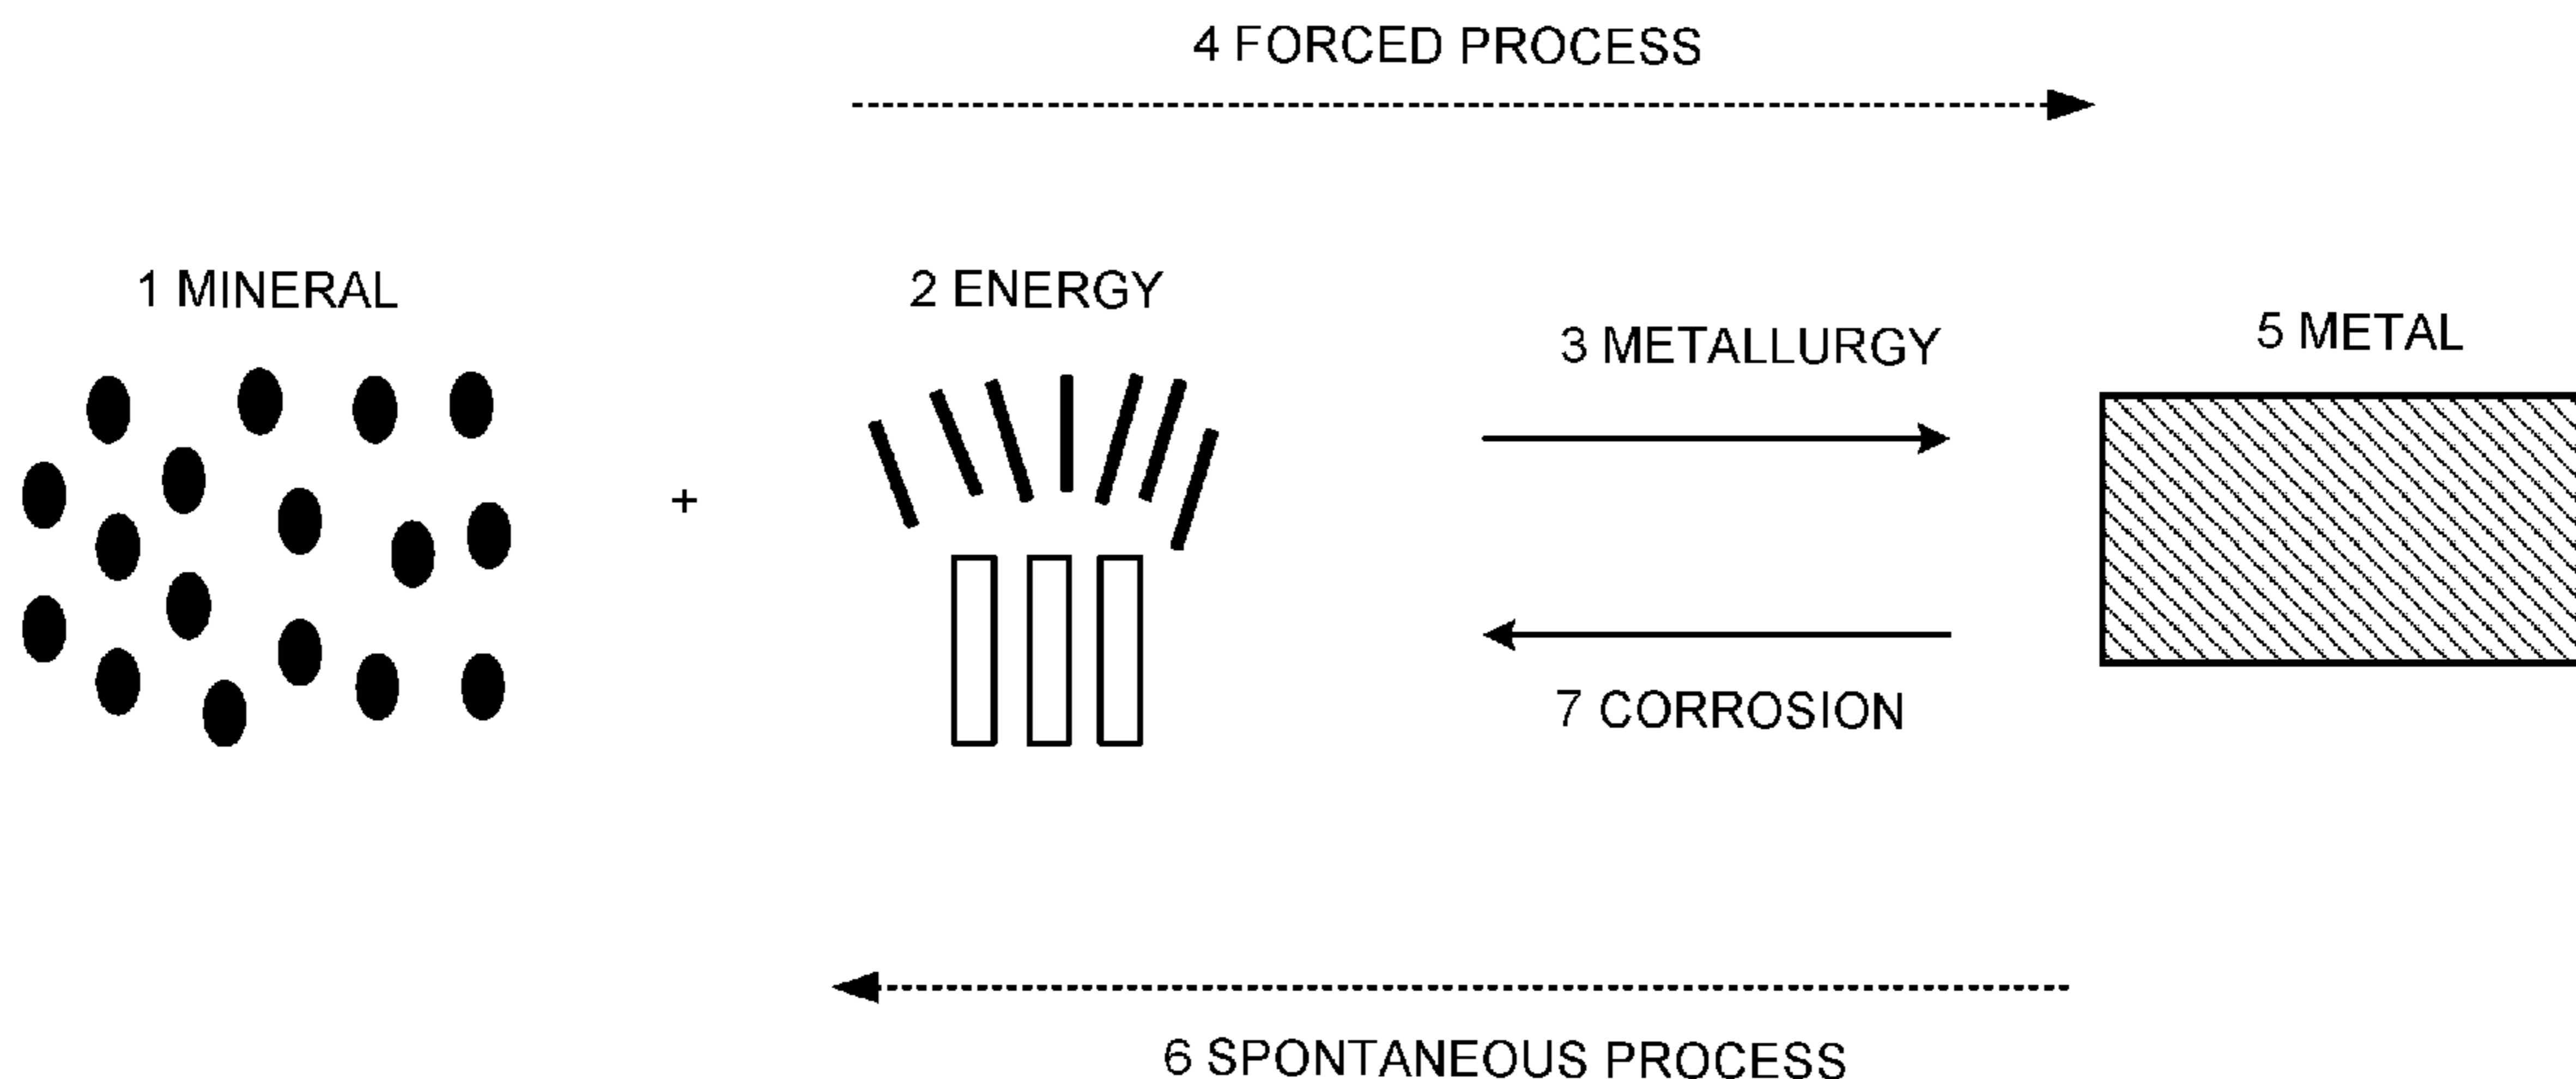 4 FORCED PROCESS
1 MINERAL
2 ENERGY
3 METALLURGY
5 METAL
+
7 CORROSION
6 SPONTANEOUS PROCESS